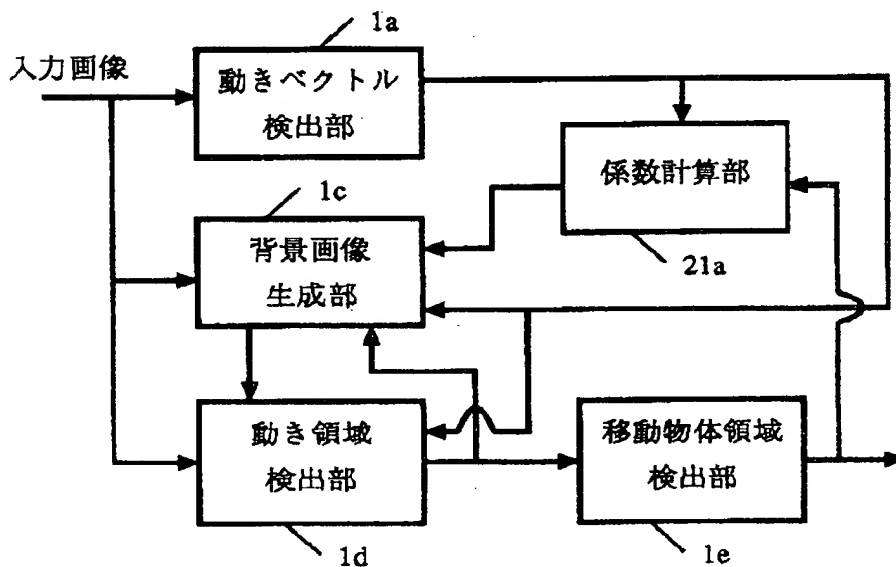 1a
入力画像
動きベクトル
検出部
係数計算部
21a
1c
背景画像
生成部
動き領域
検出部
1d
移動物体領域
検出部
1e